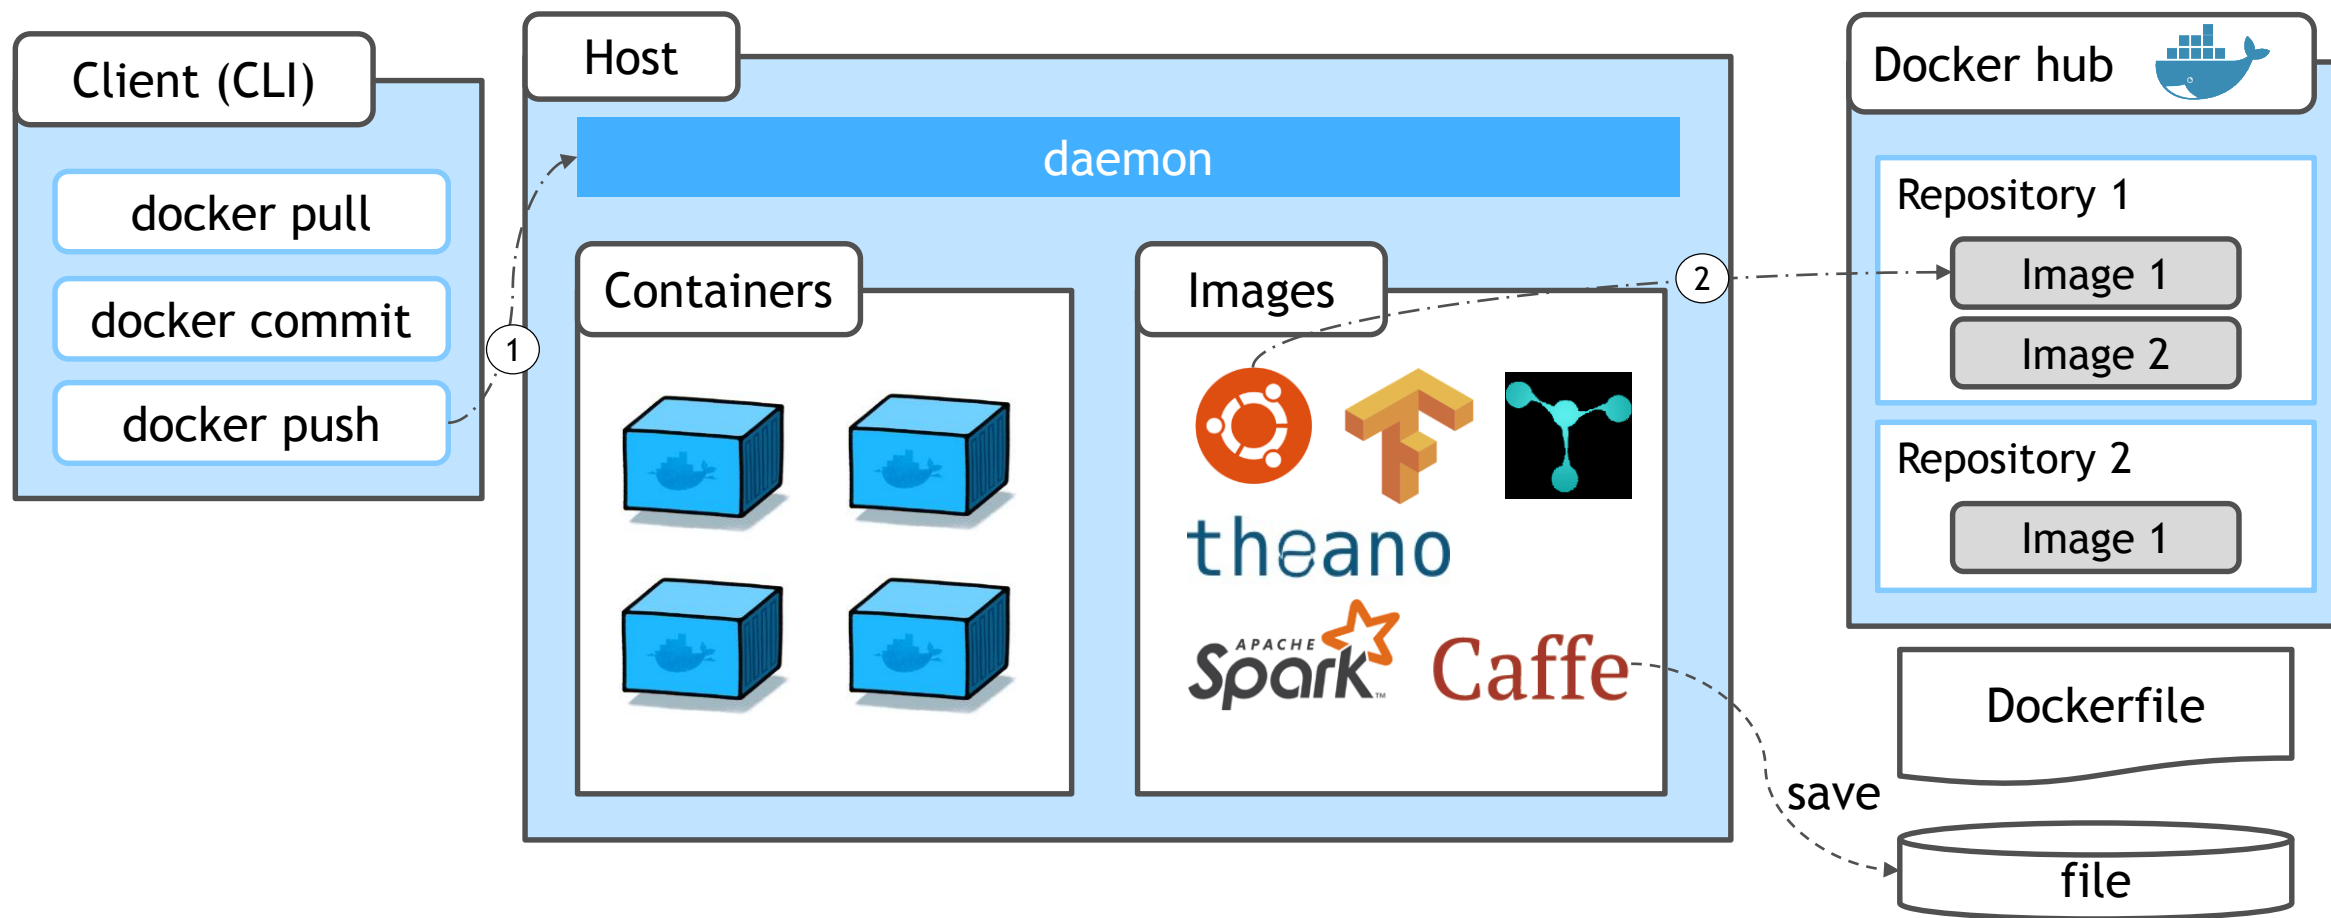 Client (CLI)
docker pull
docker commit
docker push
1
Host
daemon
Containers
Images
2
theano
APACHE
Spark™
Caffe
save
Docker hub
Repository 1
Image 1
Image 2
Repository 2
Image 1
Dockerfile
file